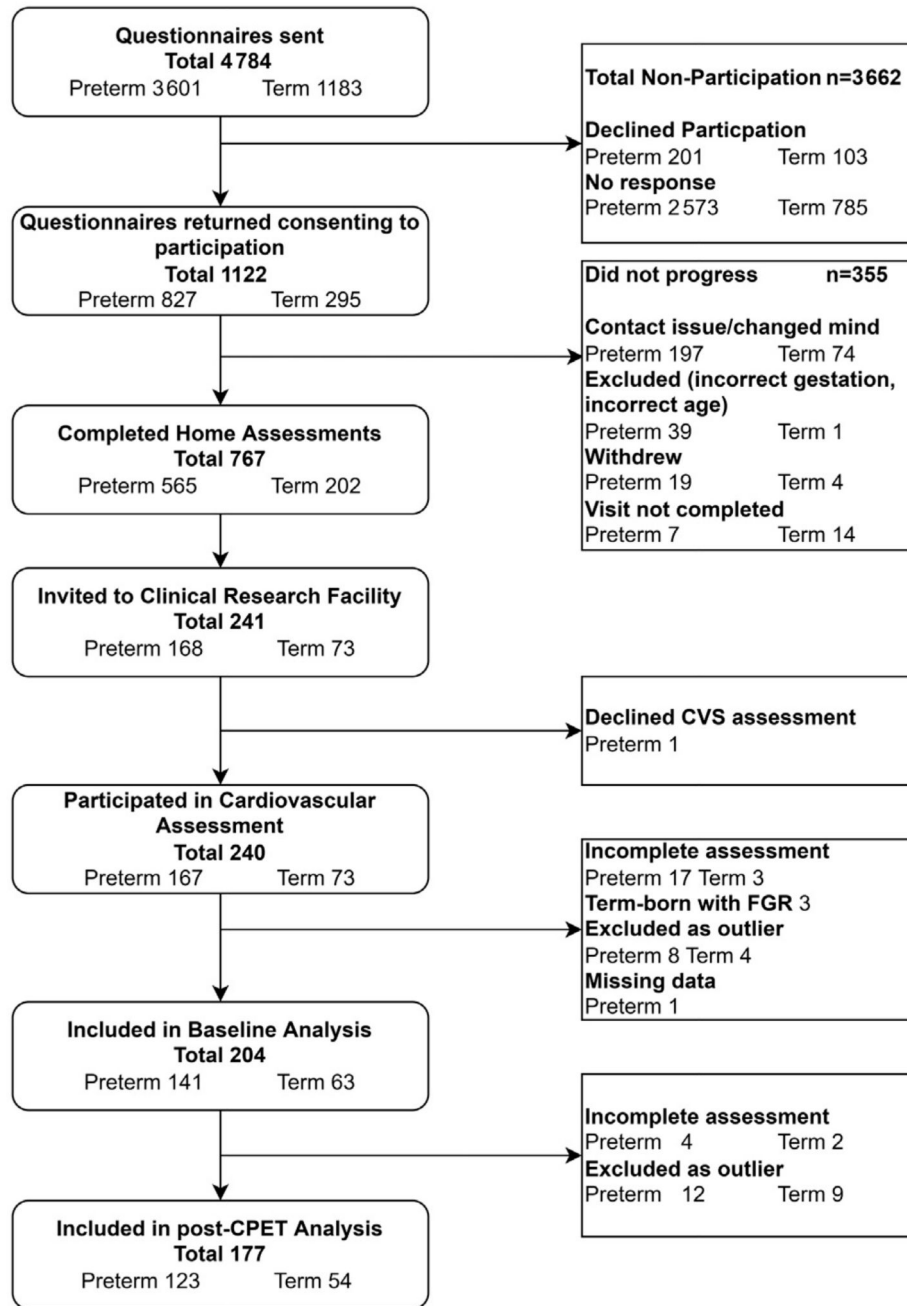 Questionnaires sent
Total 4 784
Preterm 3 601 Term 1183
Total Non-Participation n=3 662
Declined Particpation
Preterm 201 Term 103
No response
Preterm 2 573 Term 785
Questionnaires returned consenting to
participation
Total 1122
Preterm 827 Term 295
Did not progress n=355
Contact issue/changed mind
Preterm 197 Term 74
Excluded (incorrect gestation,
incorrect age)
Preterm 39 Term 1
Withdrew
Preterm 19 Term 4
Visit not completed
Preterm 7 Term 14
Completed Home Assessments
Total 767
Preterm 565 Term 202
Invited to Clinical Research Facility
Total 241
Preterm 168 Term 73
Declined CVS assessment
Preterm 1
Participated in Cardiovascular
Assessment
Total 240
Preterm 167 Term 73
Incomplete assessment
Preterm 17 Term 3
Term-born with FGR 3
Excluded as outlier
Preterm 8 Term 4
Missing data
Preterm 1
Included in Baseline Analysis
Total 204
Preterm 141 Term 63
Incomplete assessment
Preterm 4 Term 2
Excluded as outlier
Preterm 12 Term 9
Included in post-CPET Analysis
Total 177
Preterm 123 Term 54